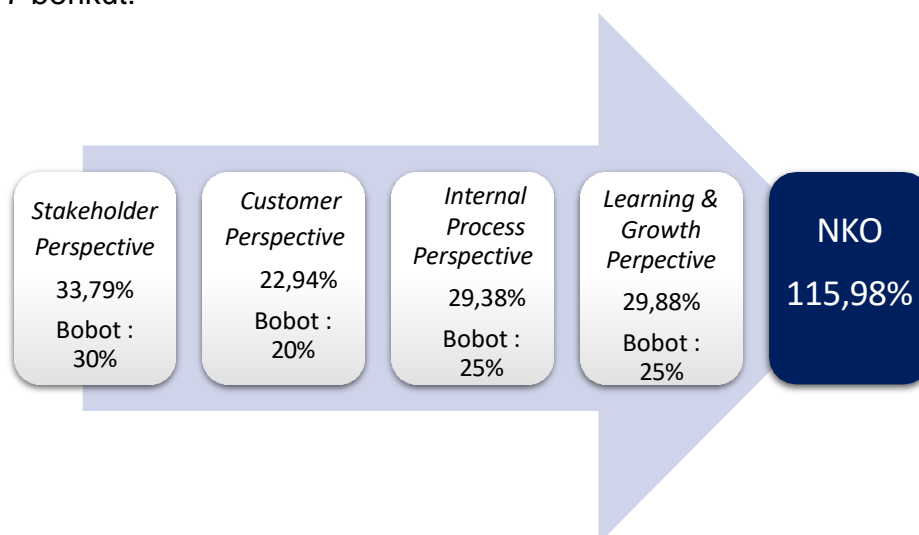 Stakeholder
Perspective
33,79%
Bobot :
30%
Customer
Perspective
22,94%
Bobot :
20%
Internal
Process
Perspective
29,38%
Bobot :
25%
Learning &
Growth
Perpective
29,88%
Bobot :
25%
NKO
115,98%